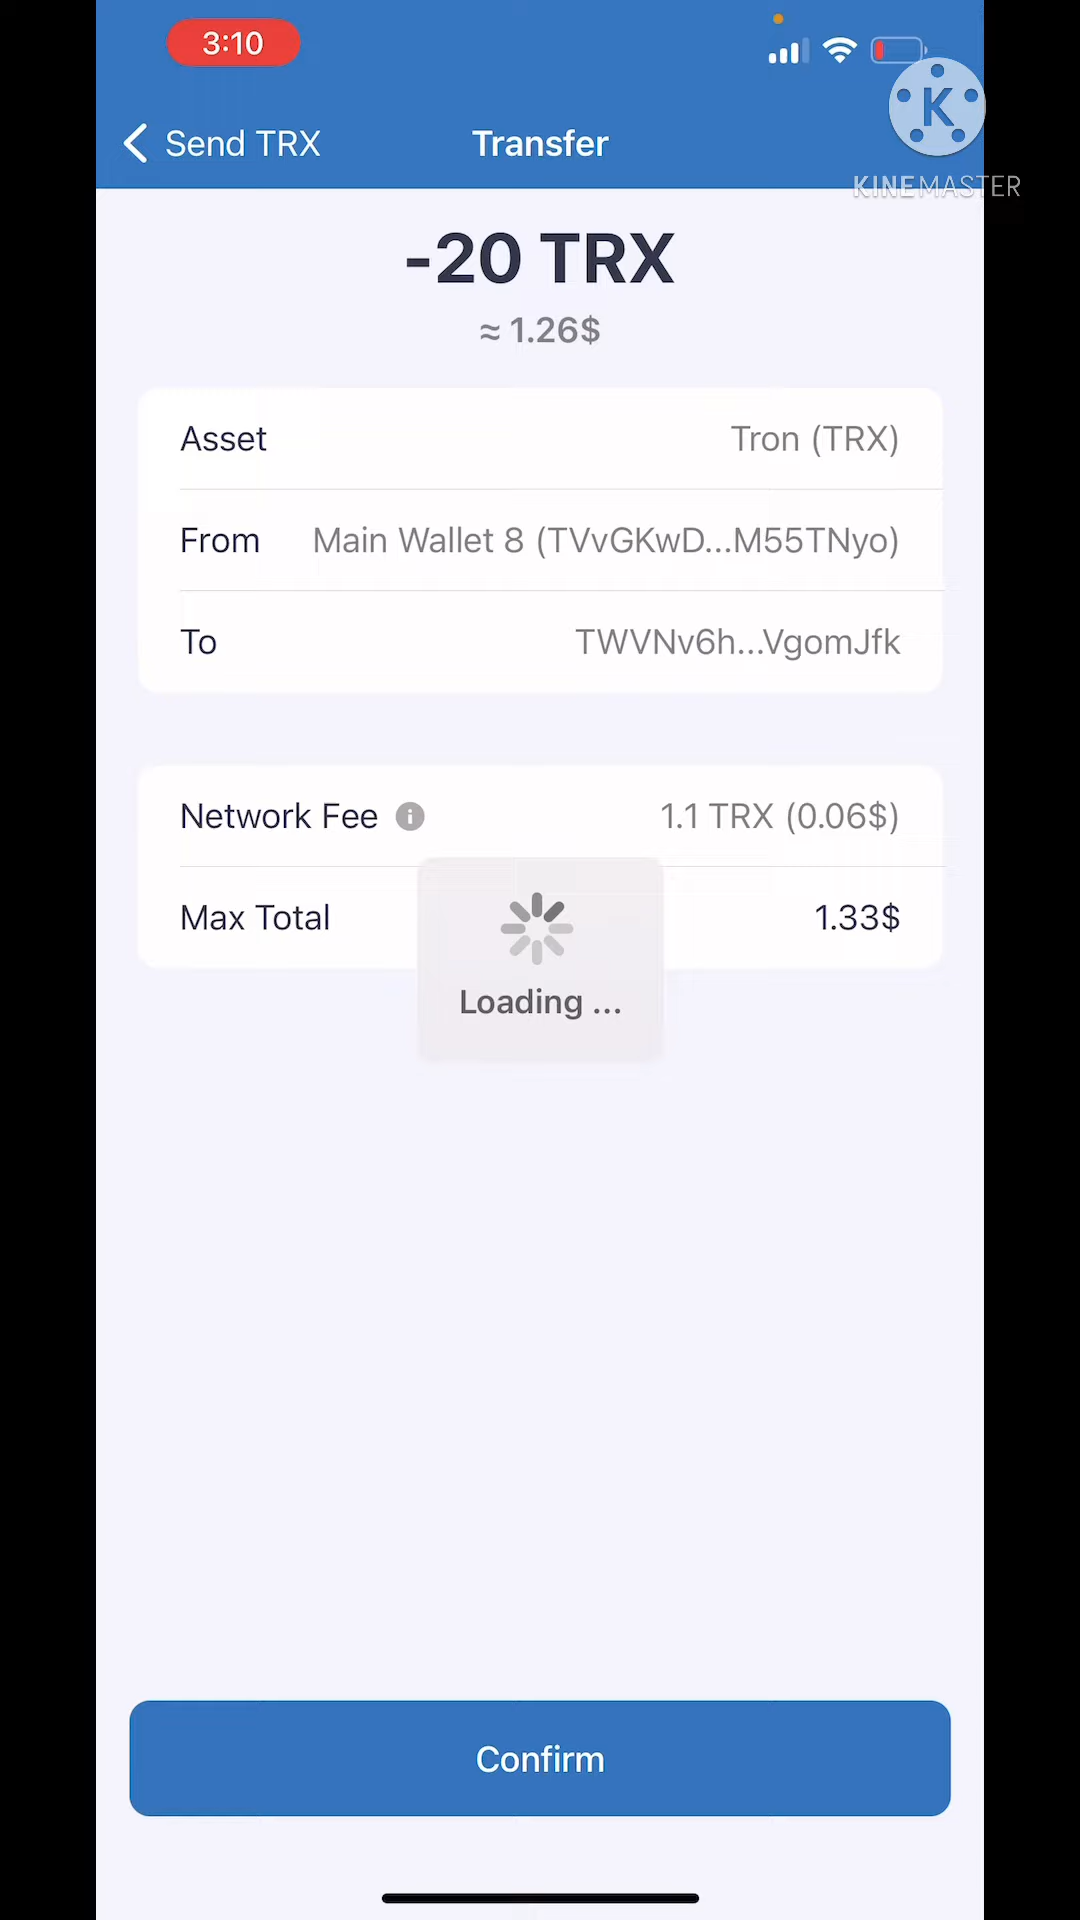 3:10
Send TRX
Transfer
K
KINEMASTER
-20 TRX
≈ 1.26$
Asset
Tron (TRX)
From
Main Wallet 8 (TVvGKwD...M55TNyo)
To
TWVNv6h...VgomJfk
Network Fee
1.1 TRX (0.06$)
Max Total
1.33$
Loading ...
Confirm